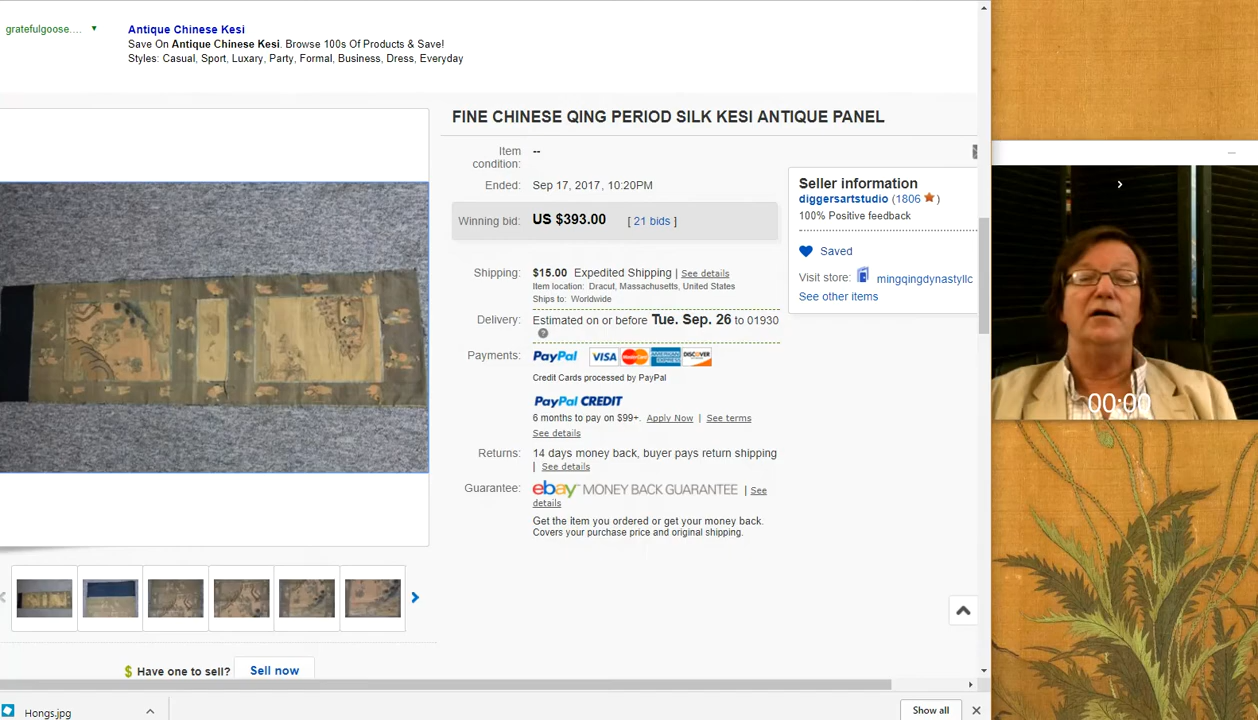 gratefulgoose.... ▼
Antique Chinese Kesi
Save On Antique Chinese Kesi. Browse 100s Of Products & Save!
Styles: Casual, Sport, Luxary, Party, Formal, Business, Dress, Everyday
FINE CHINESE QING PERIOD SILK KESI ANTIQUE PANEL
Item condition: --
Ended: Sep 17, 2017, 10:20PM
Winning bid: US $393.00 [ 21 bids ]
Shipping: $15.00 Expedited Shipping | See details
Item location: Dracut, Massachusetts, United States
Ships to: Worldwide
Delivery: Estimated on or before Tue. Sep. 26 to 01930
Payments: PayPal VISA MasterCard AMERICAN EXPRESS DISCOVER
Credit Cards processed by PayPal
PayPal CREDIT
6 months to pay on $99+. Apply Now | See terms
See details
Returns: 14 days money back, buyer pays return shipping
| See details
Guarantee: ebay MONEY BACK GUARANTEE | See
details
Get the item you ordered or get your money back.
Covers your purchase price and original shipping.
Seller information
diggersartstudio (1806 ★)
100% Positive feedback
Saved
Visit store: mingqingdynastyllc
See other items
00:00
$ Have one to sell? Sell now
Hongs.jpg
Show all